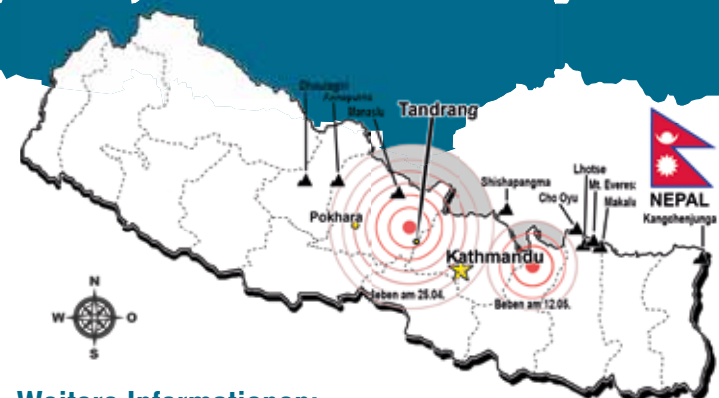 Dhaulagiri
Annapurna
Manaslu
Tandrang
Lhotse
Mt. Everest
Makalu
Shishapangma
Cho Oyu
NEPAL
Kangchenjunga
Pokhara
Kathmandu
Beben am 25.04.
Beben am 12.05.
N
W
O
S
Weitere Informationen: